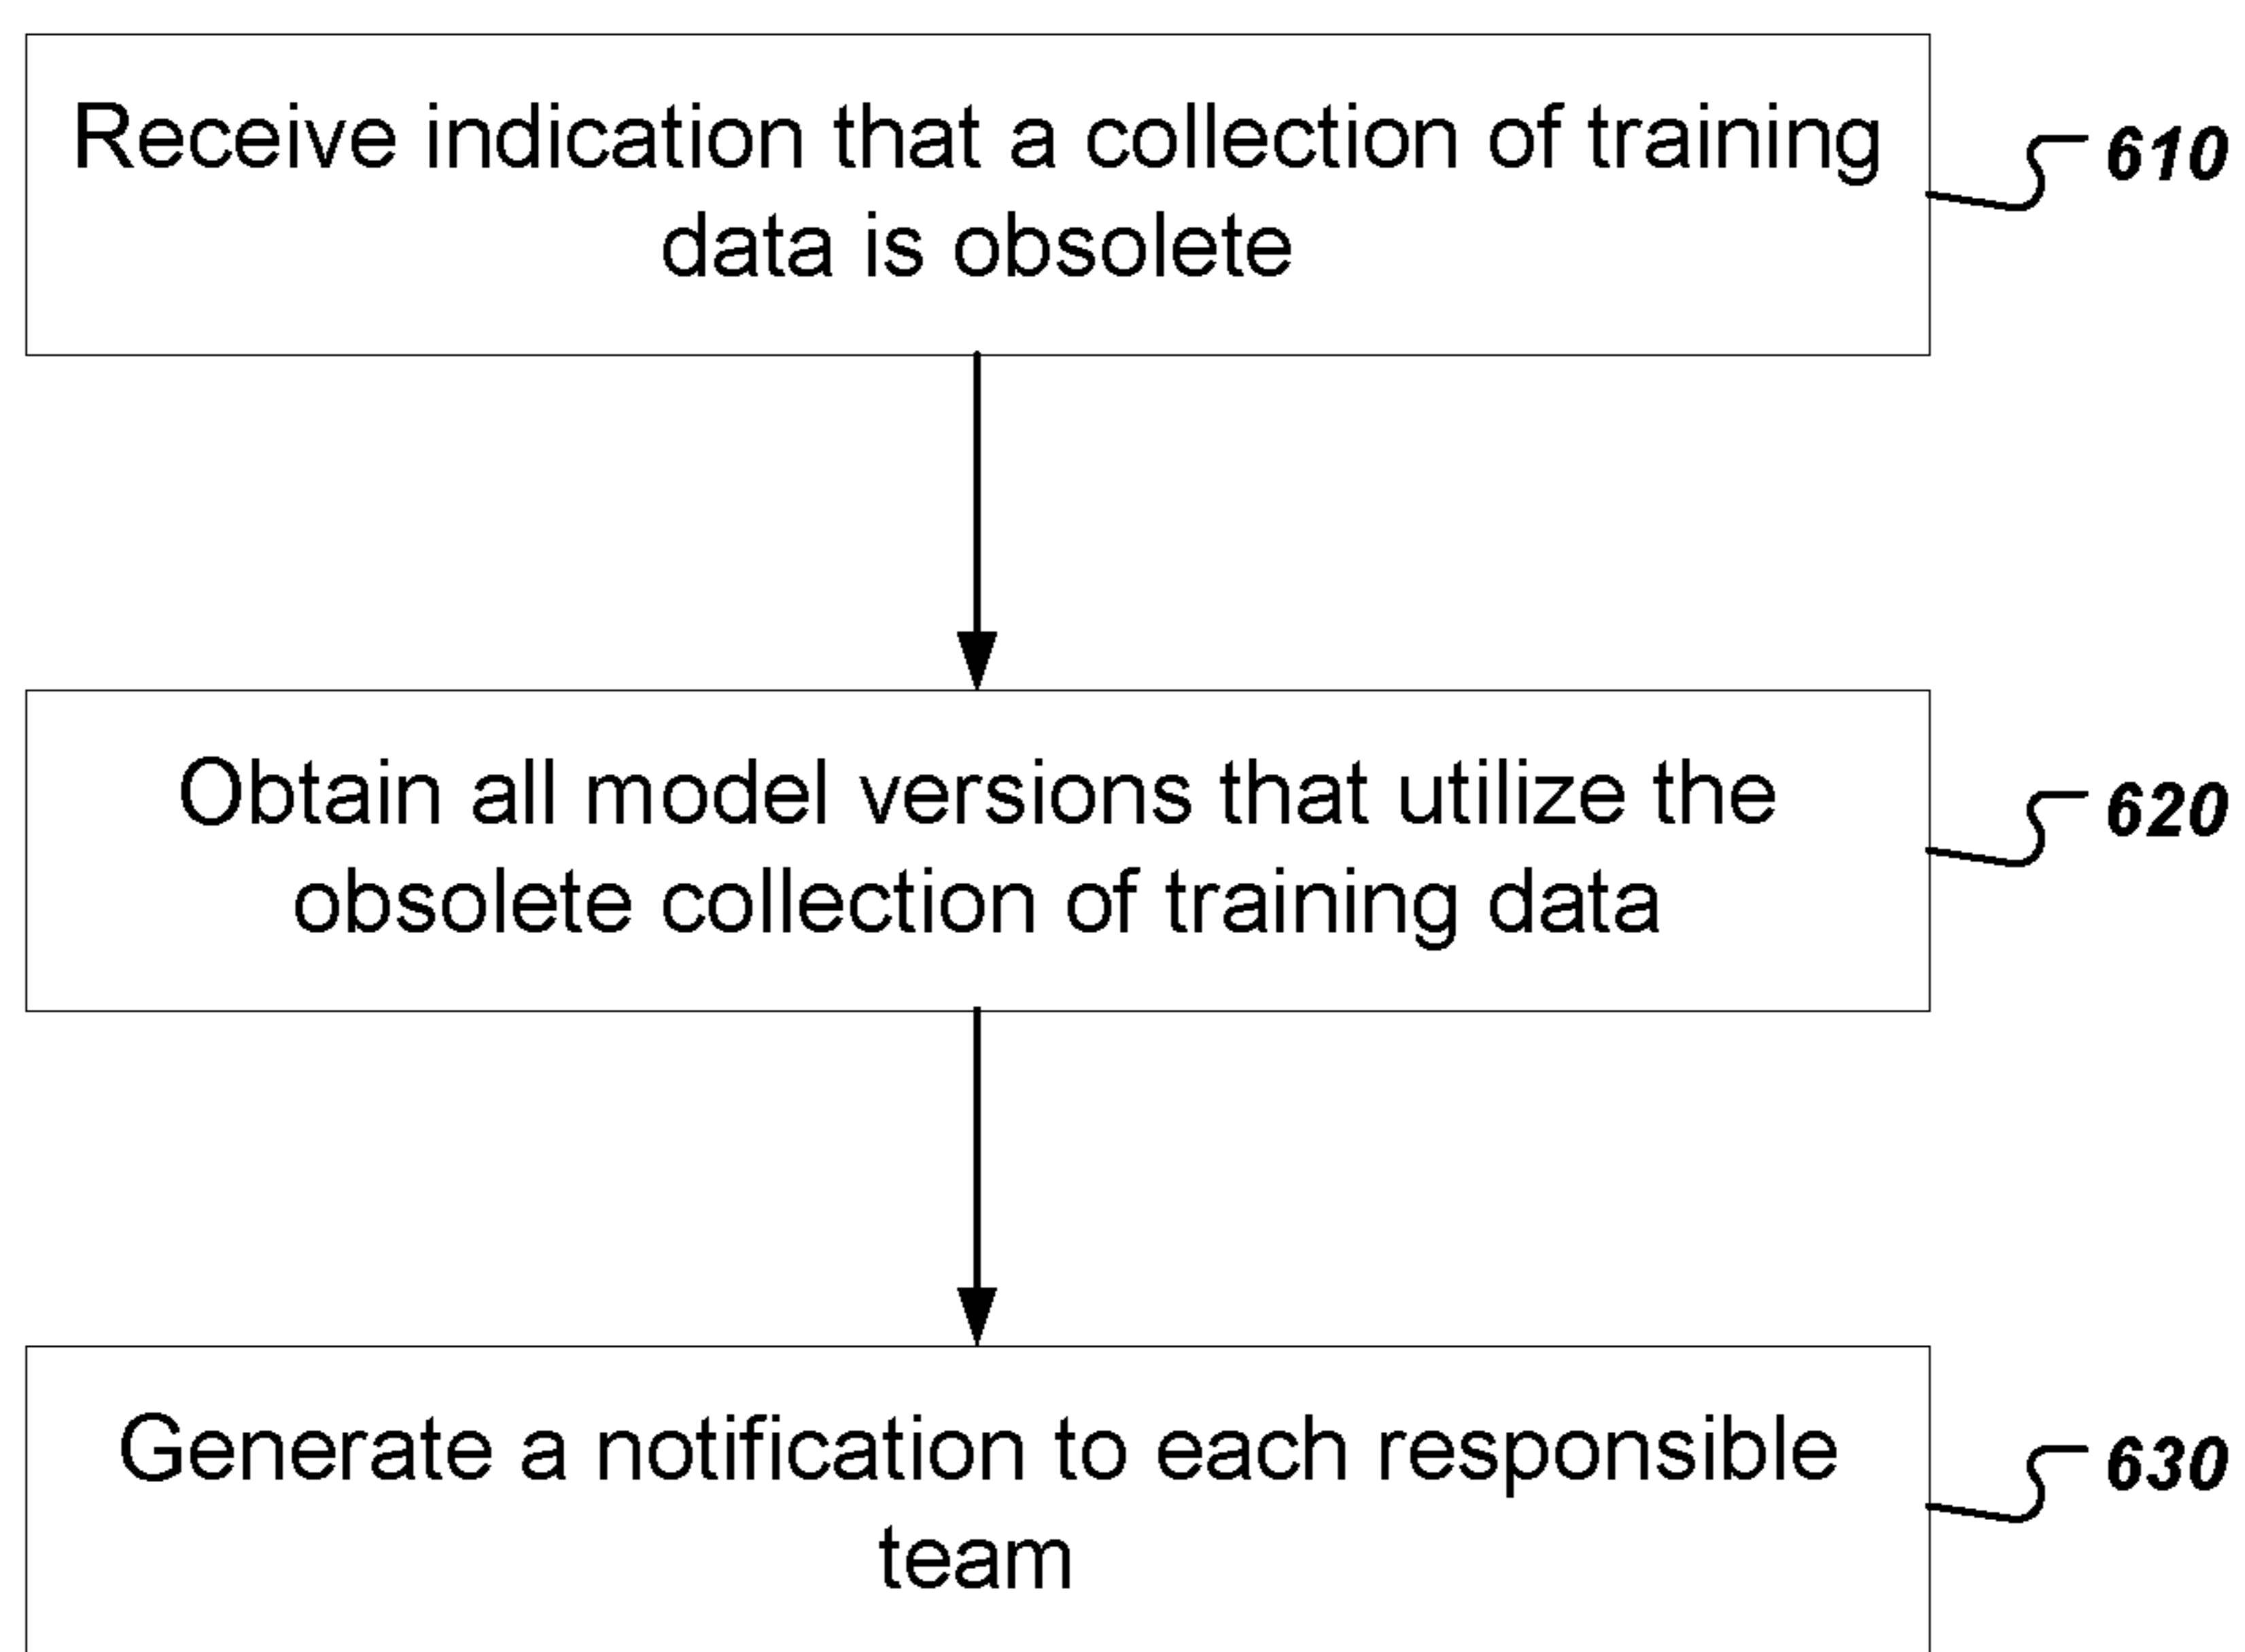 Receive indication that a collection of training
data is obsolete
610
Obtain all model versions that utilize the
obsolete collection of training data
620
Generate a notification to each responsible
team
630